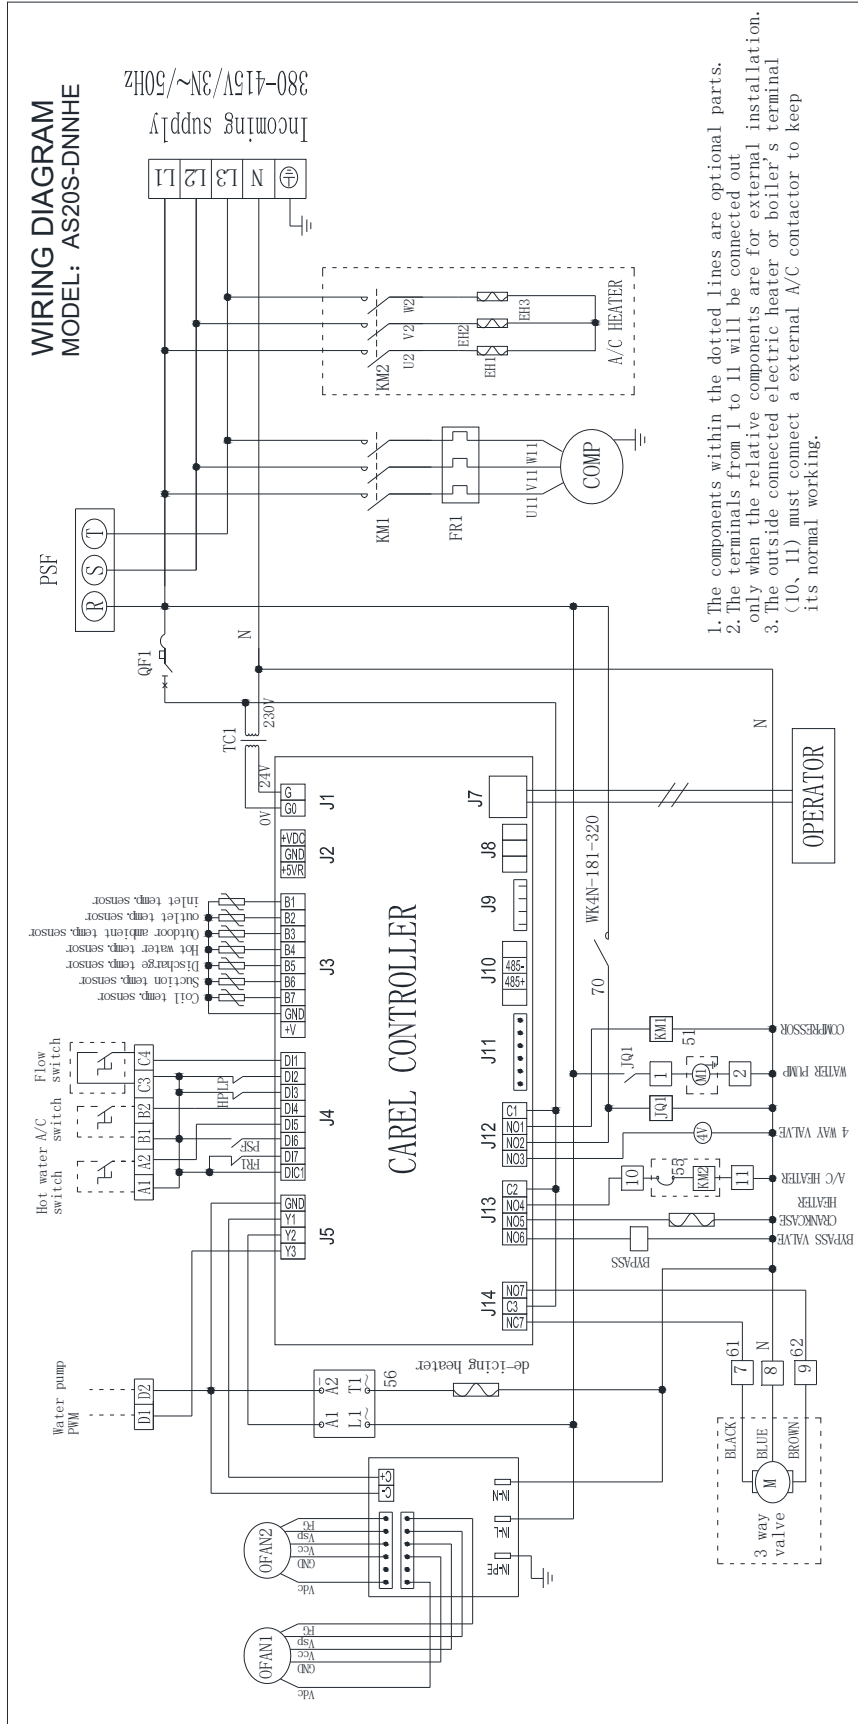 WIRING DIAGRAM
MODEL: AS20S-DNNHE
Incoming supply
380-415V/3N~/50Hz
L1
L2
L3
N
PSF
R
S
T
QF1
TC1
230V
24V
0V
N
KM1
FR1
U11
V11
W11
COMP
KM2
U2
V2
W2
EH1
EH2
EH3
A/C HEATER
1. The components within the dotted lines are optional parts.
2. The terminals from 1 to 11 will be connected out
only when the relative components are for external installation.
3. The outside connected electric heater or boiler's terminal
(10、11) must connect a external A/C contactor to keep
its normal working.
Water pump
PWM
D1
D2
Hot water
switch
A/C
switch
Flow
switch
A1
A2
B1
B2
C3
C4
FR1
PSF
HP
LP
Coil temp. sensor
Suction temp. sensor
Discharge temp. sensor
Hot water temp. sensor
Outdoor ambient temp. sensor
outlet temp. sensor
inlet temp. sensor
Y3
Y2
Y1
GND
J5
DIC1
DI7
DI6
DI5
DI4
DI3
DI2
DI1
J4
+V
GND
B7
B6
B5
B4
B3
B2
B1
J3
+5VR
GND
+VDC
J2
G0
G
J1
CAREL CONTROLLER
J14
NC7
C3
NO7
J13
NO6
NO5
NO4
C2
J12
NO3
NO2
NO1
C1
J11
J10
485+
485-
J9
J8
J7
WK4N-181-320
70
OPERATOR
N
OFAN1
Vdc
GND
Vcc
Vsp
FG
OFAN2
Vdc
GND
Vcc
Vsp
FG
C-
C+
IN-PE
IN-L
IN-N
A1
A2
L1
T1
56
de-icing heater
3 way
valve
M
BLACK
BLUE
BROWN
7
8
9
61
N
62
BYPASS
BYPASS VALVE
CRANKCASE
HEATER
10
55
KM2
11
A/C HEATER
4V
4 WAY VALVE
JQ1
JQ1
1
M1
2
WATER PUMP
KM1
51
COMPRESSOR